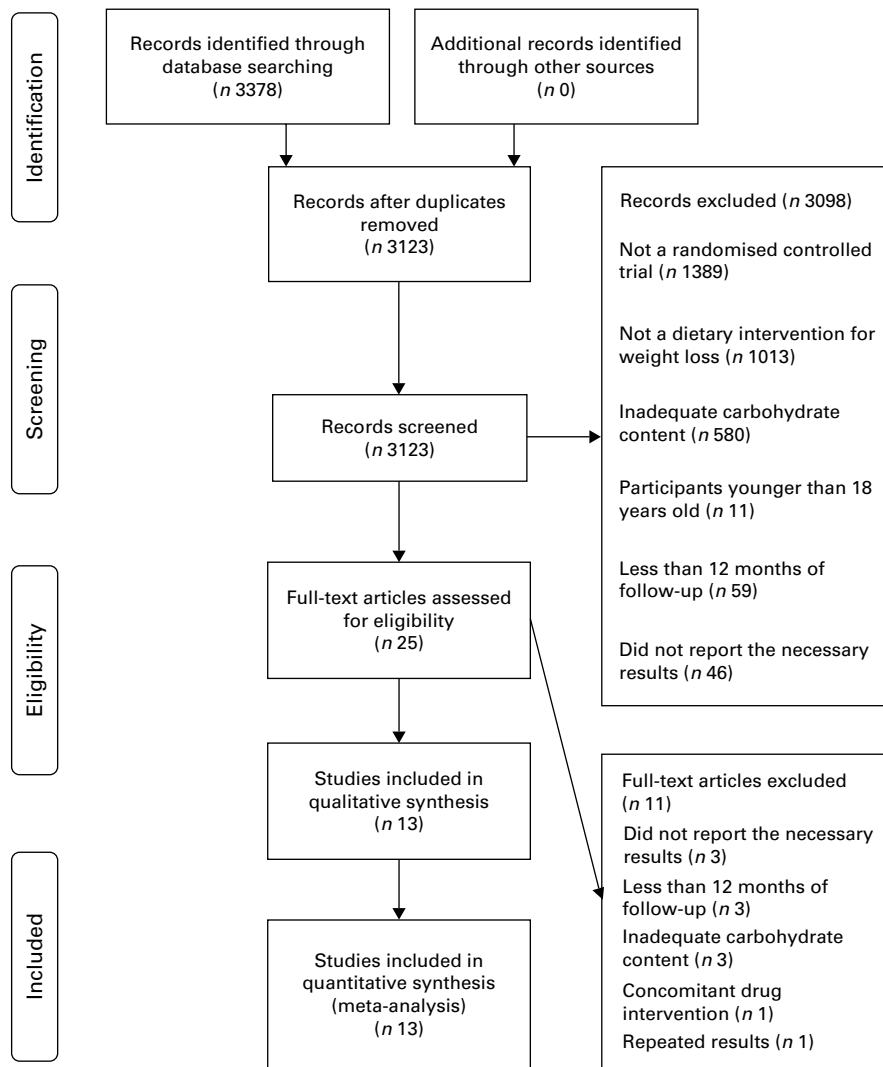 Identification
Records identified through
database searching
(n 3378)
Additional records identified
through other sources
(n 0)
Records after duplicates
removed
(n 3123)
Screening
Records screened
(n 3123)
Records excluded (n 3098)
Not a randomised controlled
trial (n 1389)
Not a dietary intervention for
weight loss (n 1013)
Inadequate carbohydrate
content (n 580)
Participants younger than 18
years old (n 11)
Less than 12 months of
follow-up (n 59)
Did not report the necessary
results (n 46)
Eligibility
Full-text articles assessed
for eligibility
(n 25)
Studies included in
qualitative synthesis
(n 13)
Full-text articles excluded
(n 11)
Did not report the necessary
results (n 3)
Less than 12 months of
follow-up (n 3)
Inadequate carbohydrate
content (n 3)
Concomitant drug
intervention (n 1)
Repeated results (n 1)
Included
Studies included in
quantitative synthesis
(meta-analysis)
(n 13)